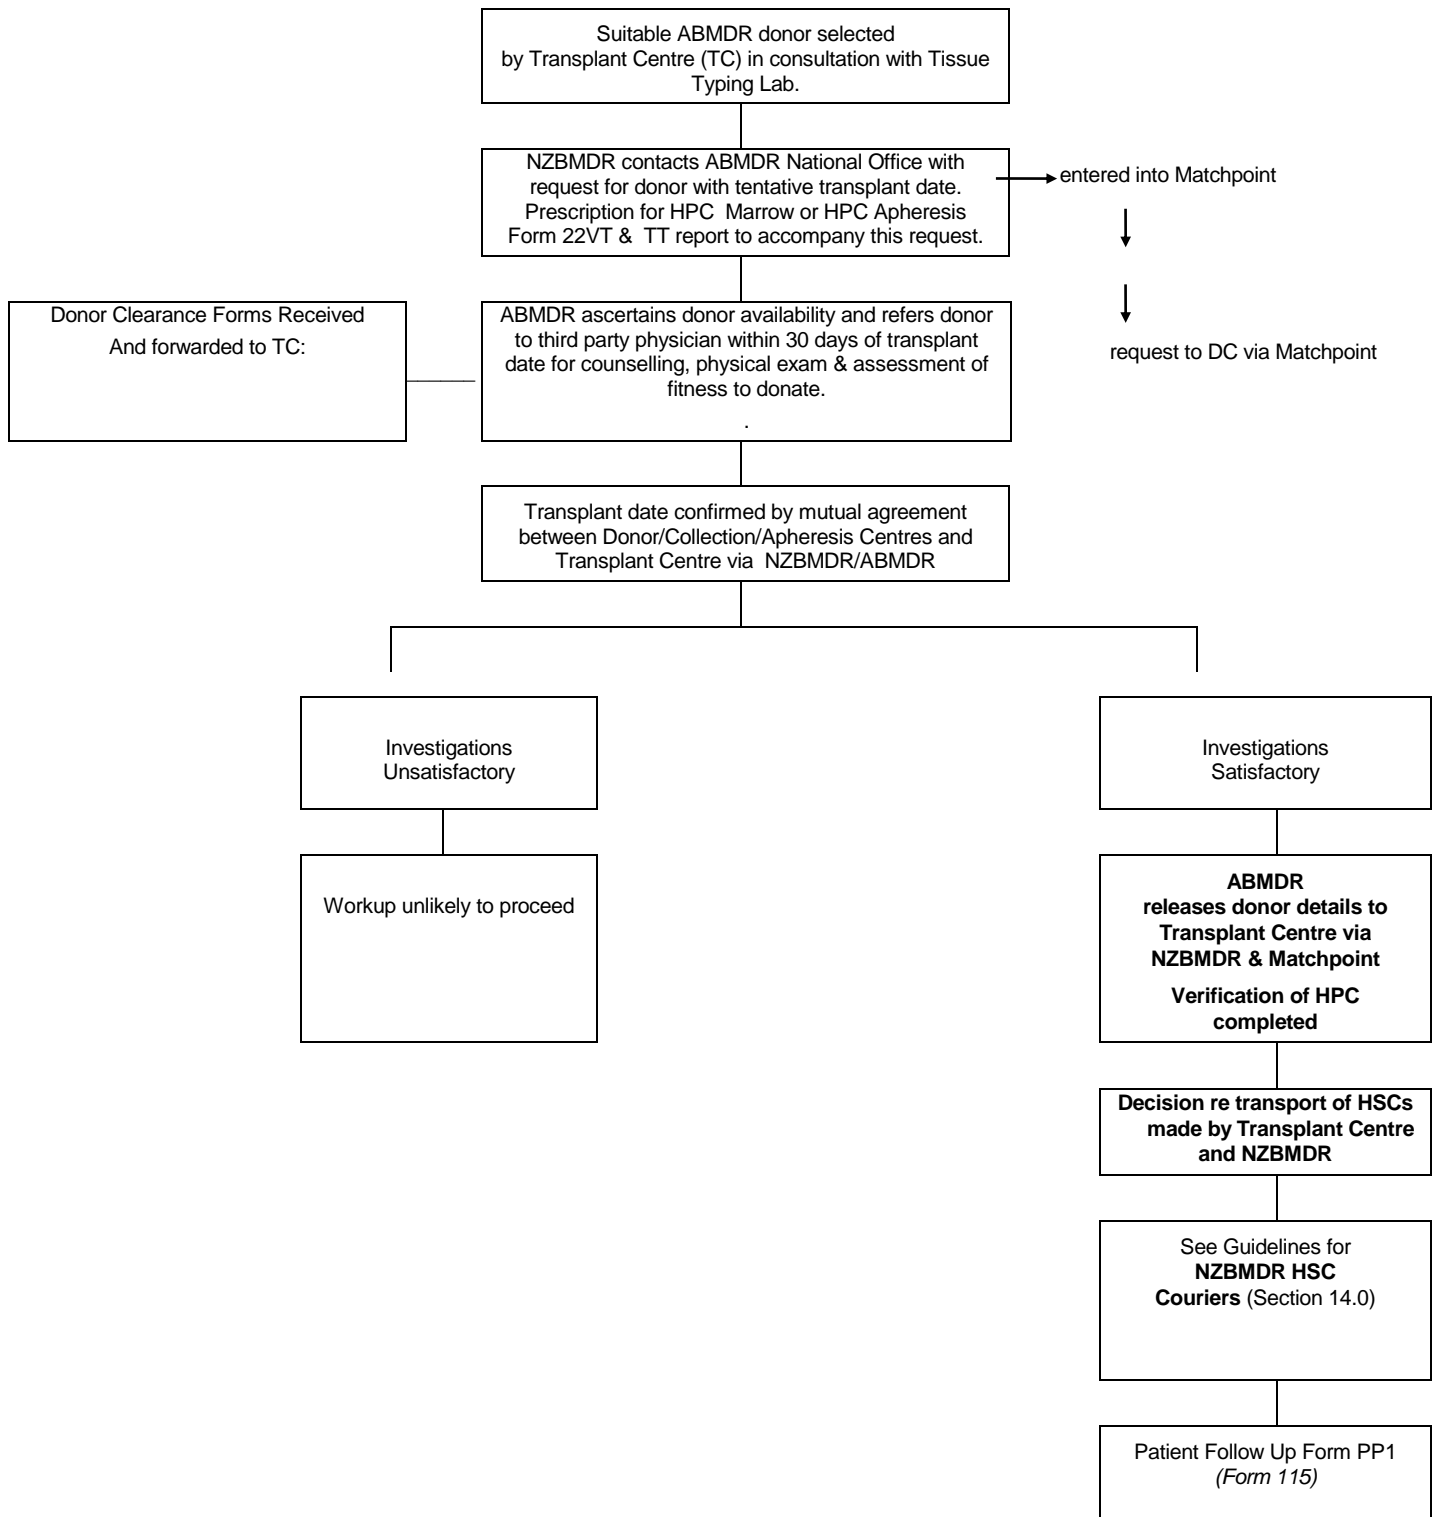 Suitable ABMDR donor selected
by Transplant Centre (TC) in consultation with Tissue
Typing Lab.
NZBMDR contacts ABMDR National Office with
request for donor with tentative transplant date.
Prescription for HPC Marrow or HPC Apheresis
Form 22VT & TT report to accompany this request.
entered into Matchpoint
request to DC via Matchpoint
Donor Clearance Forms Received
And forwarded to TC:
ABMDR ascertains donor availability and refers donor
to third party physician within 30 days of transplant
date for counselling, physical exam & assessment of
fitness to donate.
.
Transplant date confirmed by mutual agreement
between Donor/Collection/Apheresis Centres and
Transplant Centre via NZBMDR/ABMDR
Investigations
Unsatisfactory
Workup unlikely to proceed
Investigations
Satisfactory
ABMDR
releases donor details to
Transplant Centre via
NZBMDR & Matchpoint
Verification of HPC
completed
Decision re transport of HSCs
made by Transplant Centre
and NZBMDR
See Guidelines for
NZBMDR HSC
Couriers (Section 14.0)
Patient Follow Up Form PP1
(Form 115)